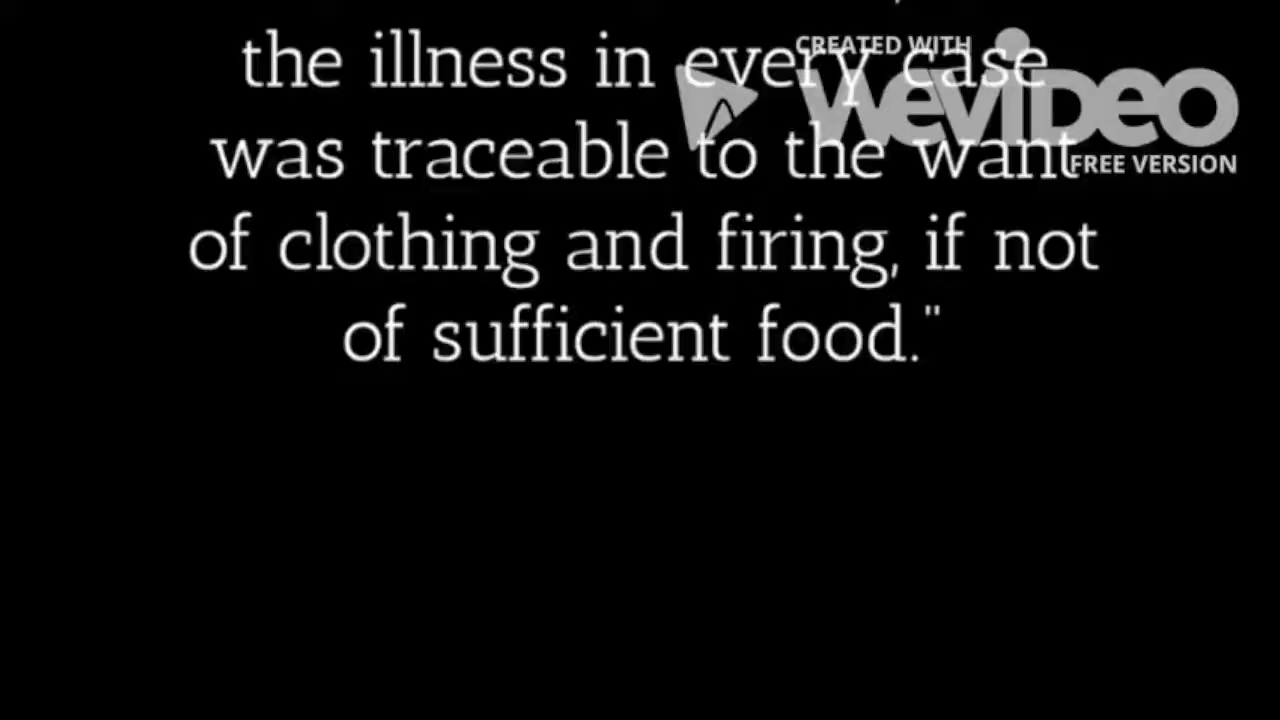 the illness in every case
was traceable to the want
of clothing and firing, if not
of sufficient food."
CREATED WITH
WEVIDEO
FREE VERSION